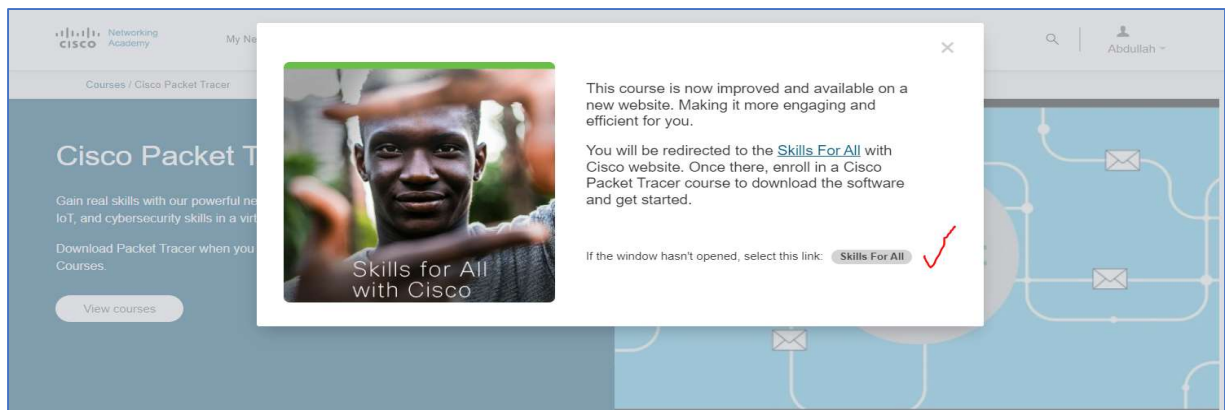 Networking
CISCO Academy
My Ne
Abdullah
Courses / Cisco Packet Tracer
This course is now improved and available on a
new website. Making it more engaging and
efficient for you.
Cisco Packet T
You will be redirected to the Skills For All with
Cisco website. Once there, enroll in a Cisco
Packet Tracer course to download the software
and get started.
Gain real skills with our powerful ne
IoT, and cybersecurity skills in a virt
Download Packet Tracer when you
Courses.
If the window hasn't opened, select this link: Skills For All
Skills for All
with Cisco
View courses